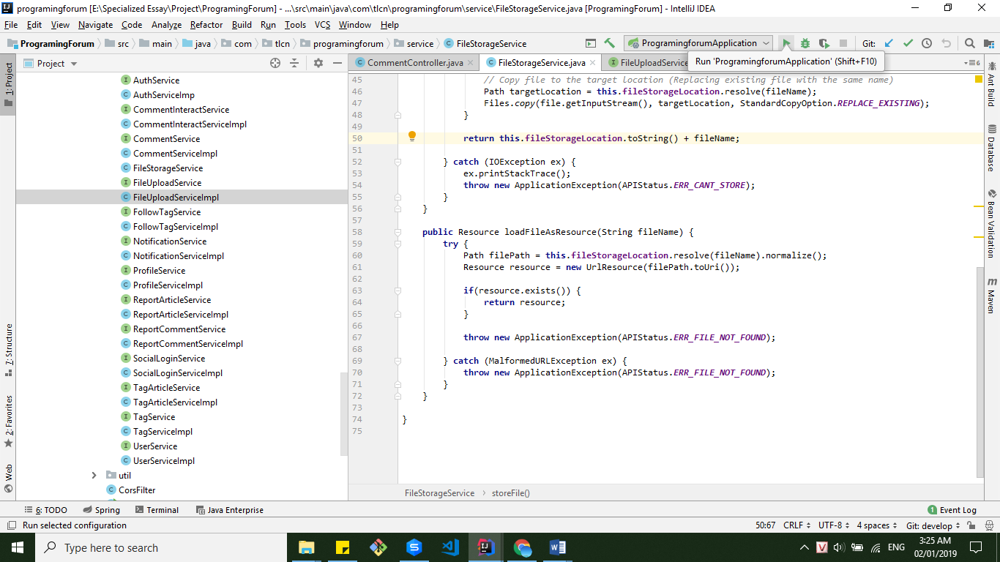 programingforum [E:\Specialized Essay\Project\ProgramingForum] - ...\src\main\java\com\tlcn\programingforum\service\FileStorageService.java [ProgramingForum] - IntelliJ IDEA
File Edit View Navigate Code Analyze Refactor Build Run Tools VCS Window Help
ProgramingForum src main java com tlcn programingforum service FileStorageService ProgramingforumApplication Git:
Project CommentController.java FileStorageService.java FileUploadService Run 'ProgramingforumApplication' (Shift+F10) 6
1: Project
7: Structure
2: Favorites
Web
AuthService
AuthServiceImp
CommentInteractService
CommentInteractServiceImpl
CommentService
CommentServiceImpl
FileStorageService
FileUploadService
FileUploadServiceImpl
FollowTagService
FollowTagServiceImpl
NotificationService
NotificationServiceImpl
ProfileService
ProfileServiceImpl
ReportArticleService
ReportArticleServiceImpl
ReportCommentService
ReportCommentServiceImpl
SocialLoginService
SocialLoginServiceImpl
TagArticleService
TagArticleServiceImpl
TagService
TagServiceImpl
UserService
UserServiceImpl
util
CorsFilter
45 // Copy file to the target location (Replacing existing file with the same name)
46 Path targetLocation = this.fileStorageLocation.resolve(fileName);
47 Files.copy(file.getInputStream(), targetLocation, StandardCopyOption.REPLACE_EXISTING);
48 }
49
50 return this.fileStorageLocation.toString() + fileName;
51
52 } catch (IOException ex) {
53 ex.printStackTrace();
54 throw new ApplicationException(APIStatus.ERR_CANT_STORE);
55 }
56 }
57
58 public Resource loadFileAsResource(String fileName) {
59 try {
60 Path filePath = this.fileStorageLocation.resolve(fileName).normalize();
61 Resource resource = new UrlResource(filePath.toUri());
62
63 if(resource.exists()) {
64 return resource;
65 }
66
67 throw new ApplicationException(APIStatus.ERR_FILE_NOT_FOUND);
68
69 } catch (MalformedURLException ex) {
70 throw new ApplicationException(APIStatus.ERR_FILE_NOT_FOUND);
71 }
72 }
73
74 }
75
Ant Build
Database
Bean Validation
Maven
FileStorageService storeFile()
6: TODO Spring Terminal Java Enterprise 1 Event Log
Run selected configuration 50:67 CRLF UTF-8 4 spaces Git: develop
Type here to search ENG 3:25 AM
02/01/2019